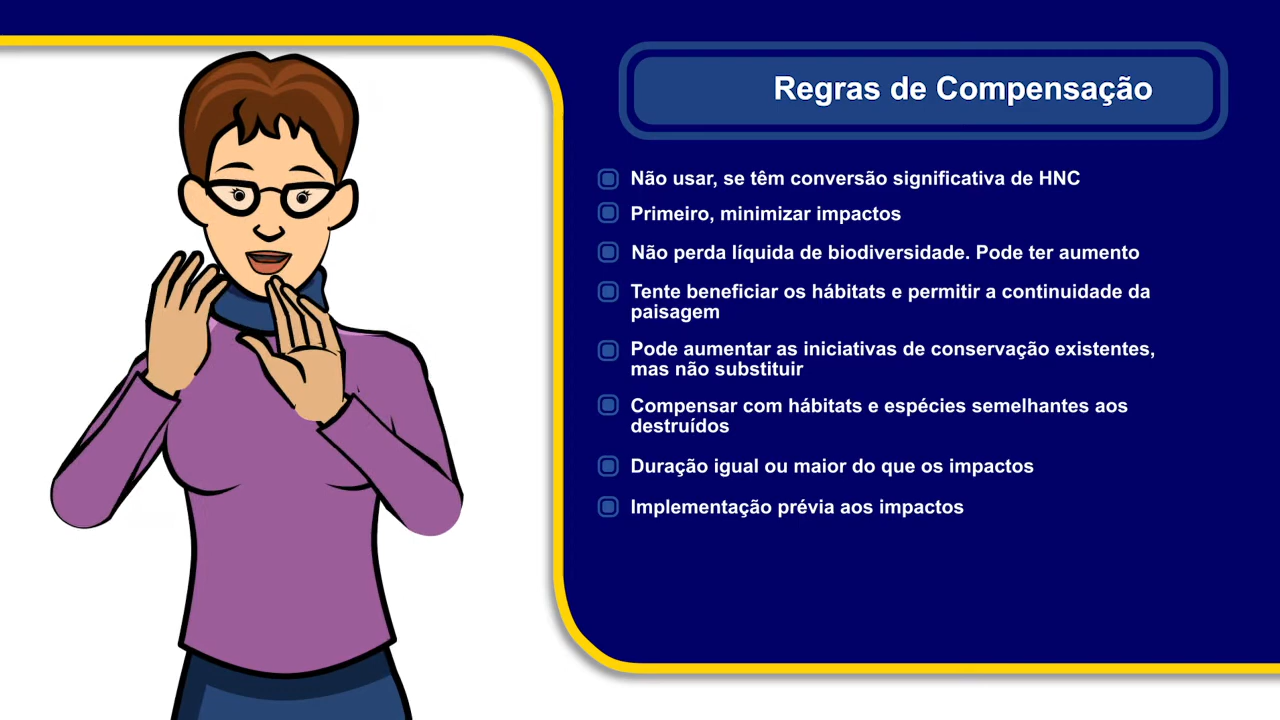 Regras de Compensação
Não usar, se têm conversão significativa de HNC
Primeiro, minimizar impactos
Não perda líquida de biodiversidade. Pode ter aumento
Tente beneficiar os hábitats e permitir a continuidade da
paisagem
Pode aumentar as iniciativas de conservação existentes,
mas não substituir
Compensar com hábitats e espécies semelhantes aos
destruídos
Duração igual ou maior do que os impactos
Implementação prévia aos impactos